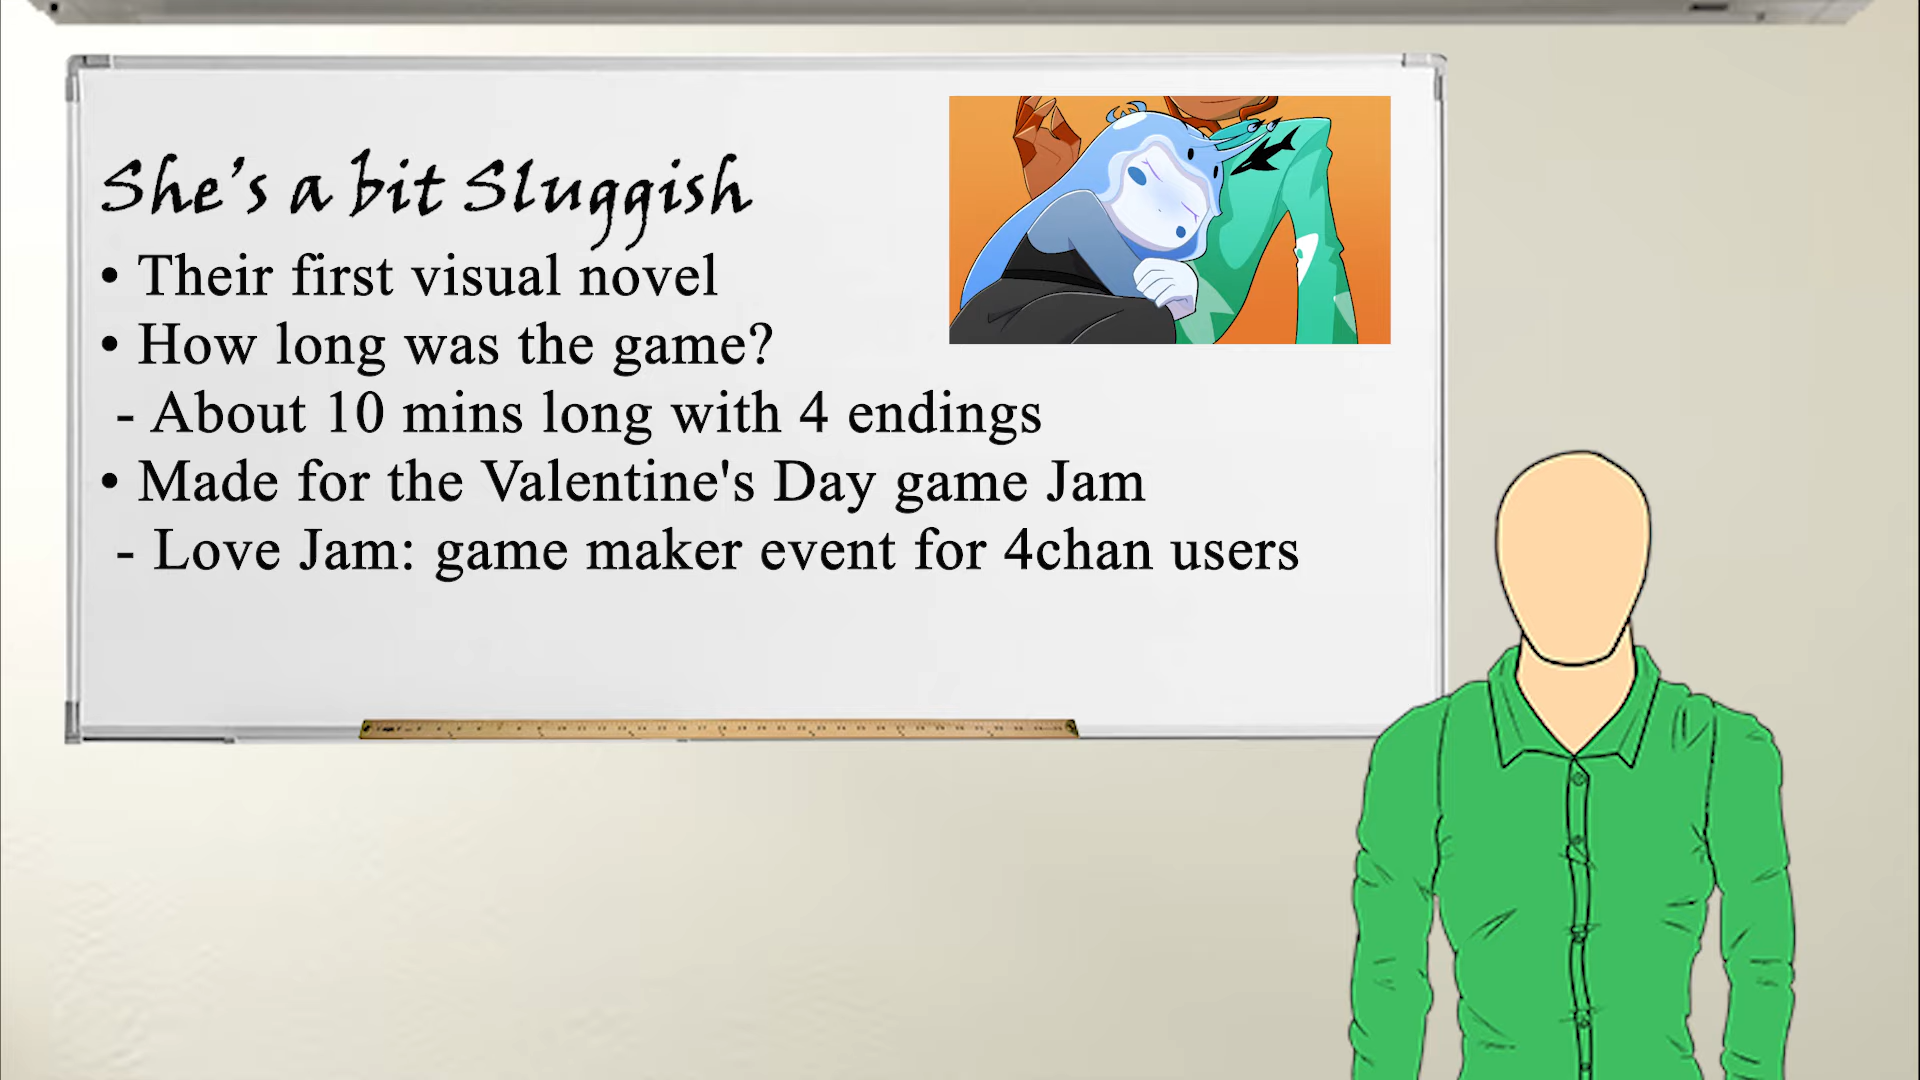 She's a bit Sluggish
• Their first visual novel
• How long was the game?
- About 10 mins long with 4 endings
• Made for the Valentine's Day game Jam
- Love Jam: game maker event for 4chan users